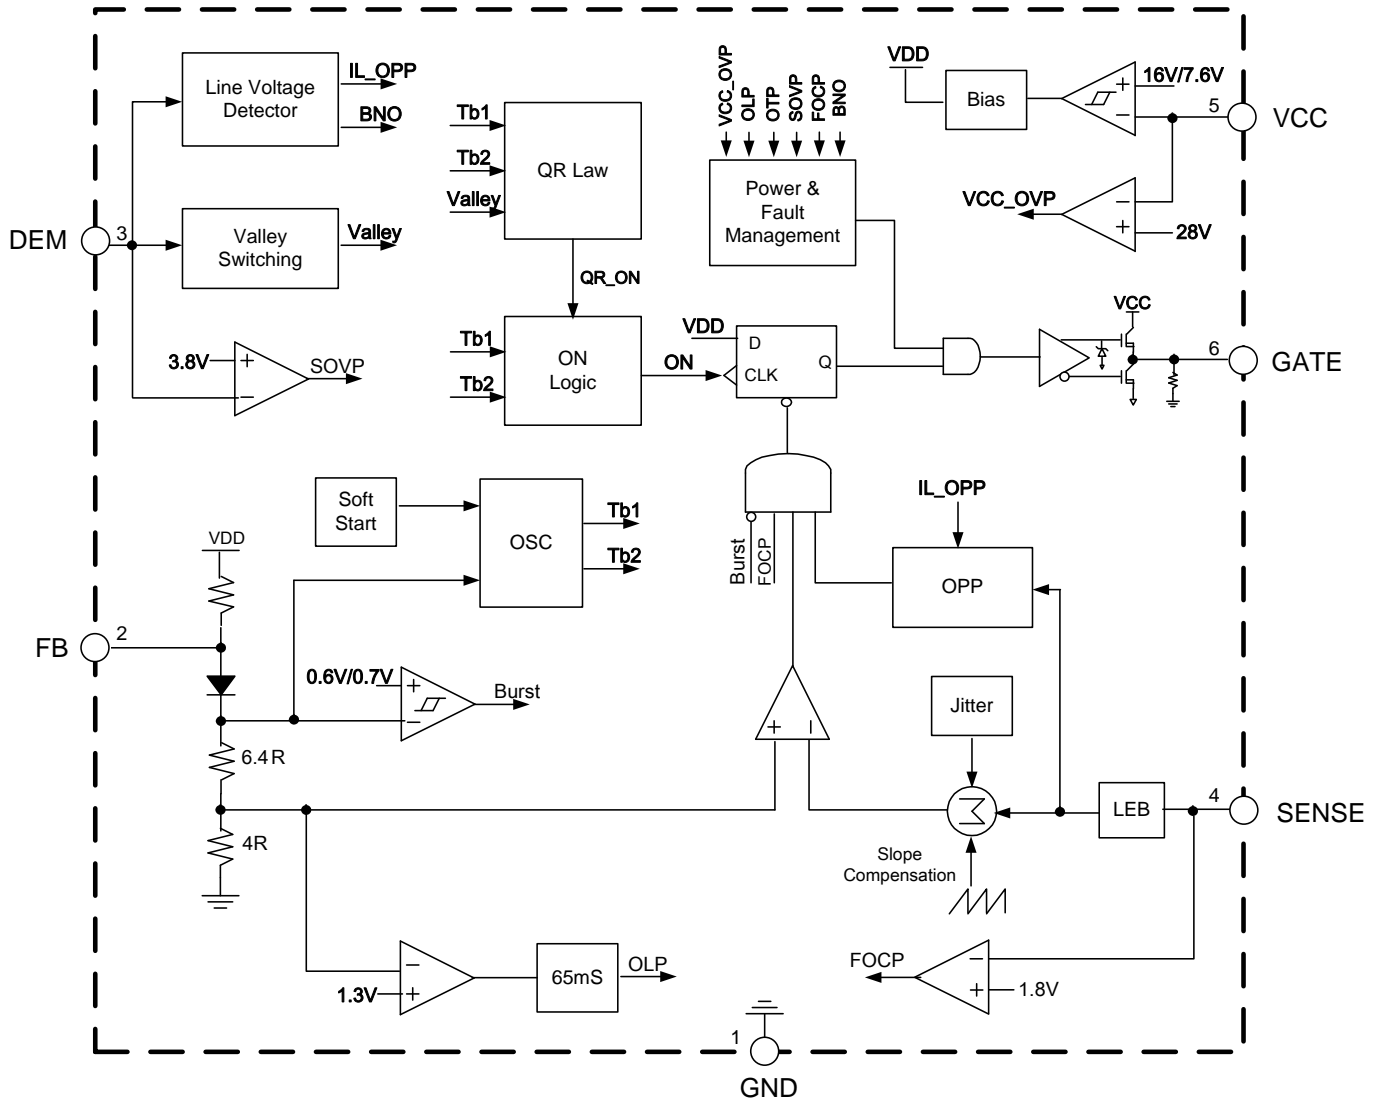 Line Voltage
Detector
IL_OPP
BNO
Tb1
Tb2
Valley
QR Law
VCC_OVP
OLP
OTP
SOVP
FOCP
BNO
Power &
Fault
Management
VDD
Bias
+
−
16V/7.6V
5
VCC
VCC_OVP
−
+
28V
DEM
3
Valley
Switching
Valley
QR_ON
3.8V
+
−
SOVP
Tb1
Tb2
ON
Logic
ON
VDD
D
CLK
Q
VCC
6
GATE
Soft
Start
OSC
Tb1
Tb2
Burst
FOCP
IL_OPP
OPP
VDD
FB
2
0.6V/0.7V
+
−
Burst
6.4R
4R
+
−
Jitter
Σ
LEB
4
SENSE
Slope
Compensation
−
1.3V
+
65mS
OLP
FOCP
−
+
1.8V
1
GND